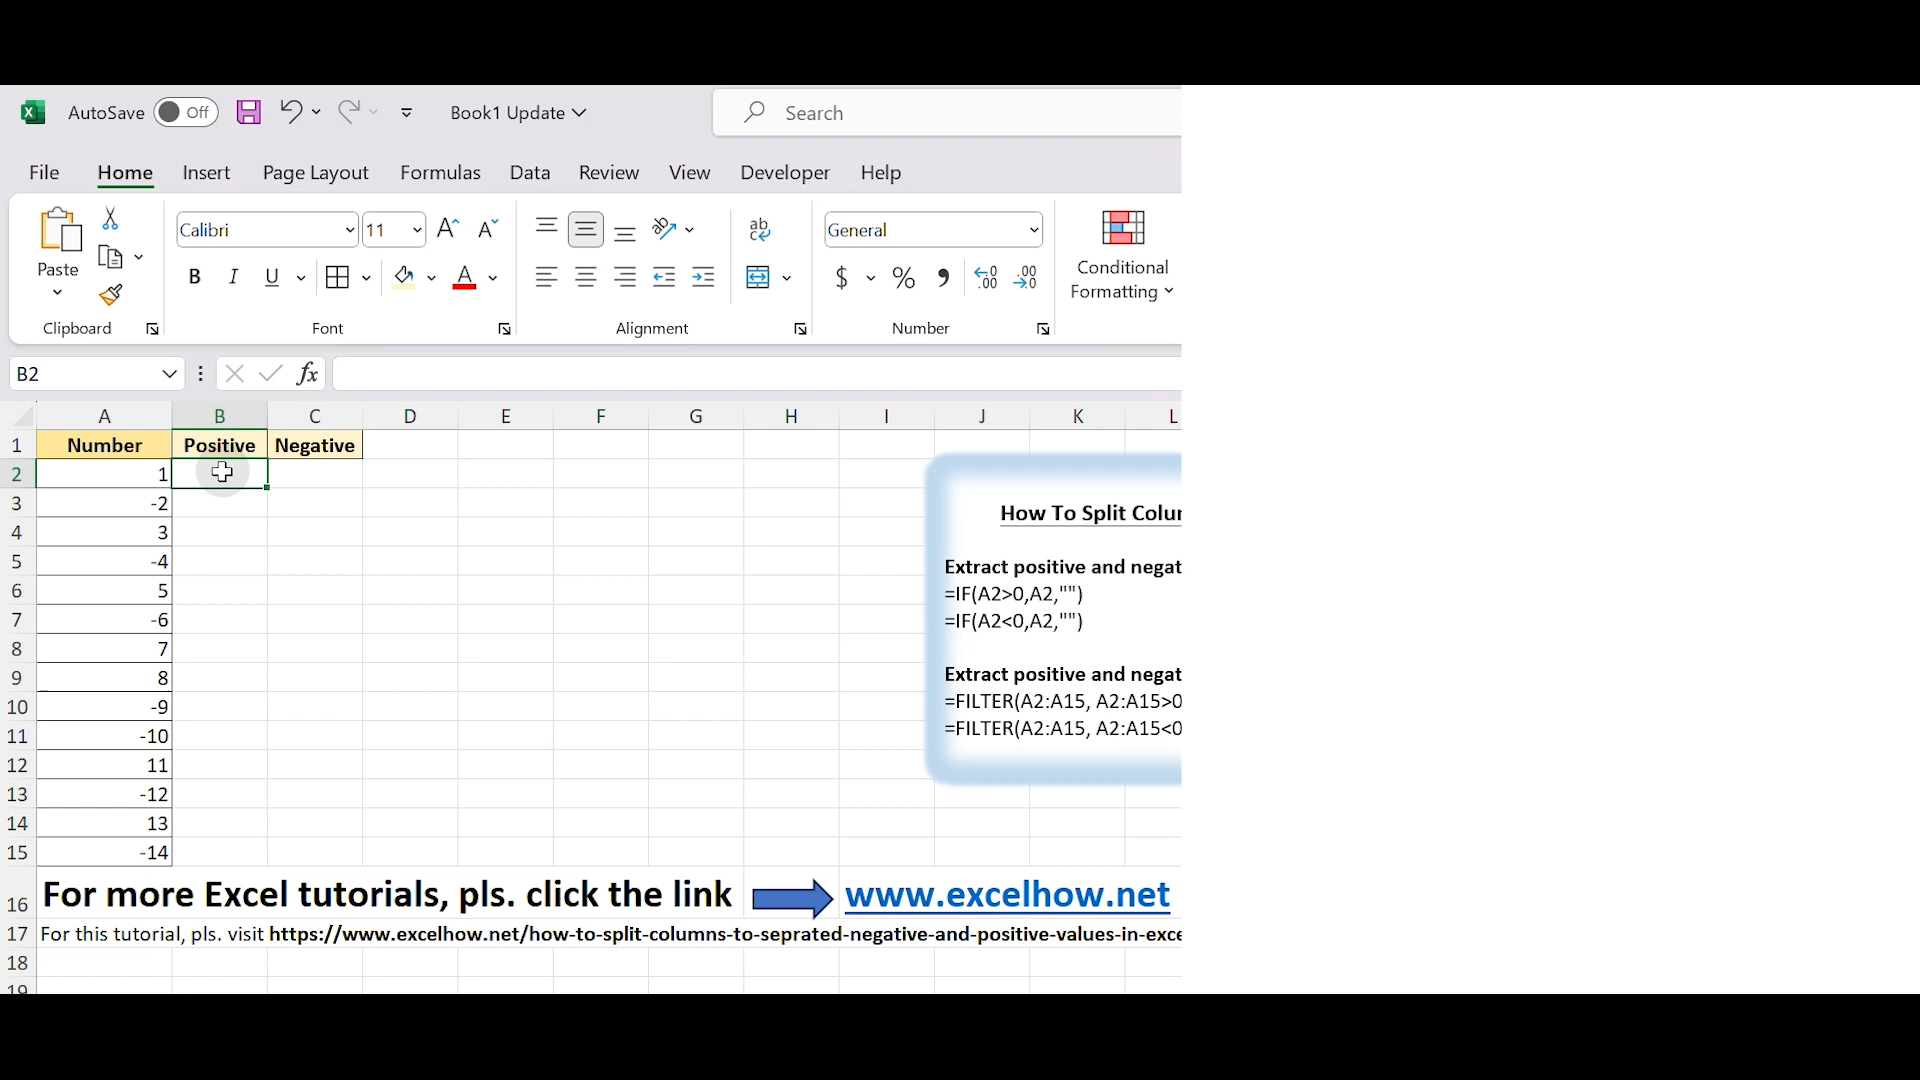 AutoSave Off Book1 Update Search
File Home Insert Page Layout Formulas Data Review View Developer Help
Paste
Calibri 11
General
Conditional
Formatting
B I U
$ %
Clipboard Font Alignment Number
B2 fx
A B C D E F G H I J K L
1 Number Positive Negative
2 1
3 -2
4 3
5 -4
6 5
7 -6
8 7
9 8
10 -9
11 -10
12 11
13 -12
14 13
15 -14
How To Split Colu
Extract positive and negat
=IF(A2>0,A2,"")
=IF(A2<0,A2,"")
Extract positive and negat
=FILTER(A2:A15, A2:A15>0
=FILTER(A2:A15, A2:A15<0
16 For more Excel tutorials, pls. click the link www.excelhow.net
17 For this tutorial, pls. visit https://www.excelhow.net/how-to-split-columns-to-seprated-negative-and-positive-values-in-exce
18
19